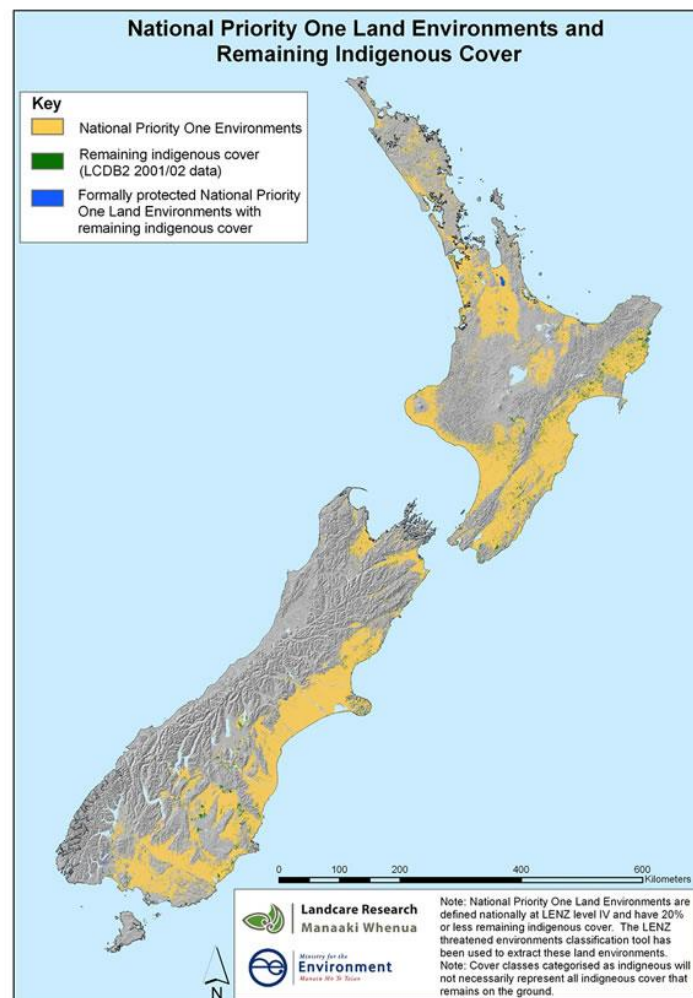 National Priority One Land Environments and
Remaining Indigenous Cover
Key
National Priority One Environments
Remaining indigenous cover
(LCDB2 2001/02 data)
Formally protected National Priority
One Land Environments with
remaining indigenous cover
0 100 200 400 600
Kilometers
N
Landcare Research
Manaaki Whenua
Ministry for the
Environment
Manatū Mō Te Taiao
Note: National Priority One Land Environments are
defined nationally at LENZ level IV and have 20%
or less remaining indigenous cover. The LENZ
threatened environments classification tool has
been used to extract these land environments.
Note: Cover classes categorised as indigneous will
not necessarily represent all indigenous cover that
remains on the ground.